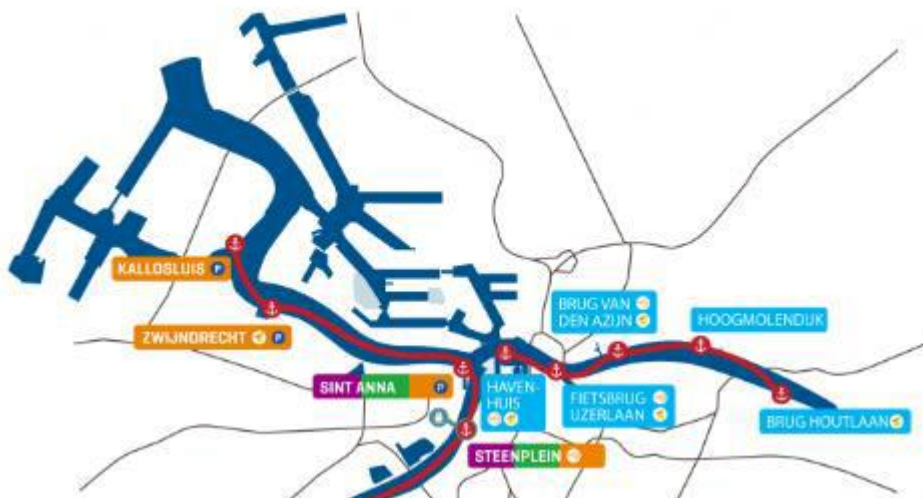 KALLOSLUIS P
ZWIJNDRECHT P
SINT ANNA P
HAVEN-
HUIS
STEENPLEIN
BRUG VAN
DEN AZIJN
FIETSBRUG
IJZERLAAN
HOOGMOLENDIJK
BRUG HOUTLAAN